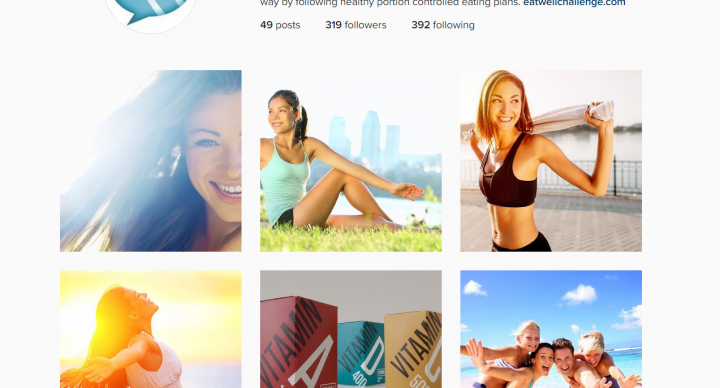 way by following healthy portion controlled eating plans. eatwellchallenge.com
49 posts 319 followers 392 following
VITAMIN A
VITAMIN D
400
VITAMIN C